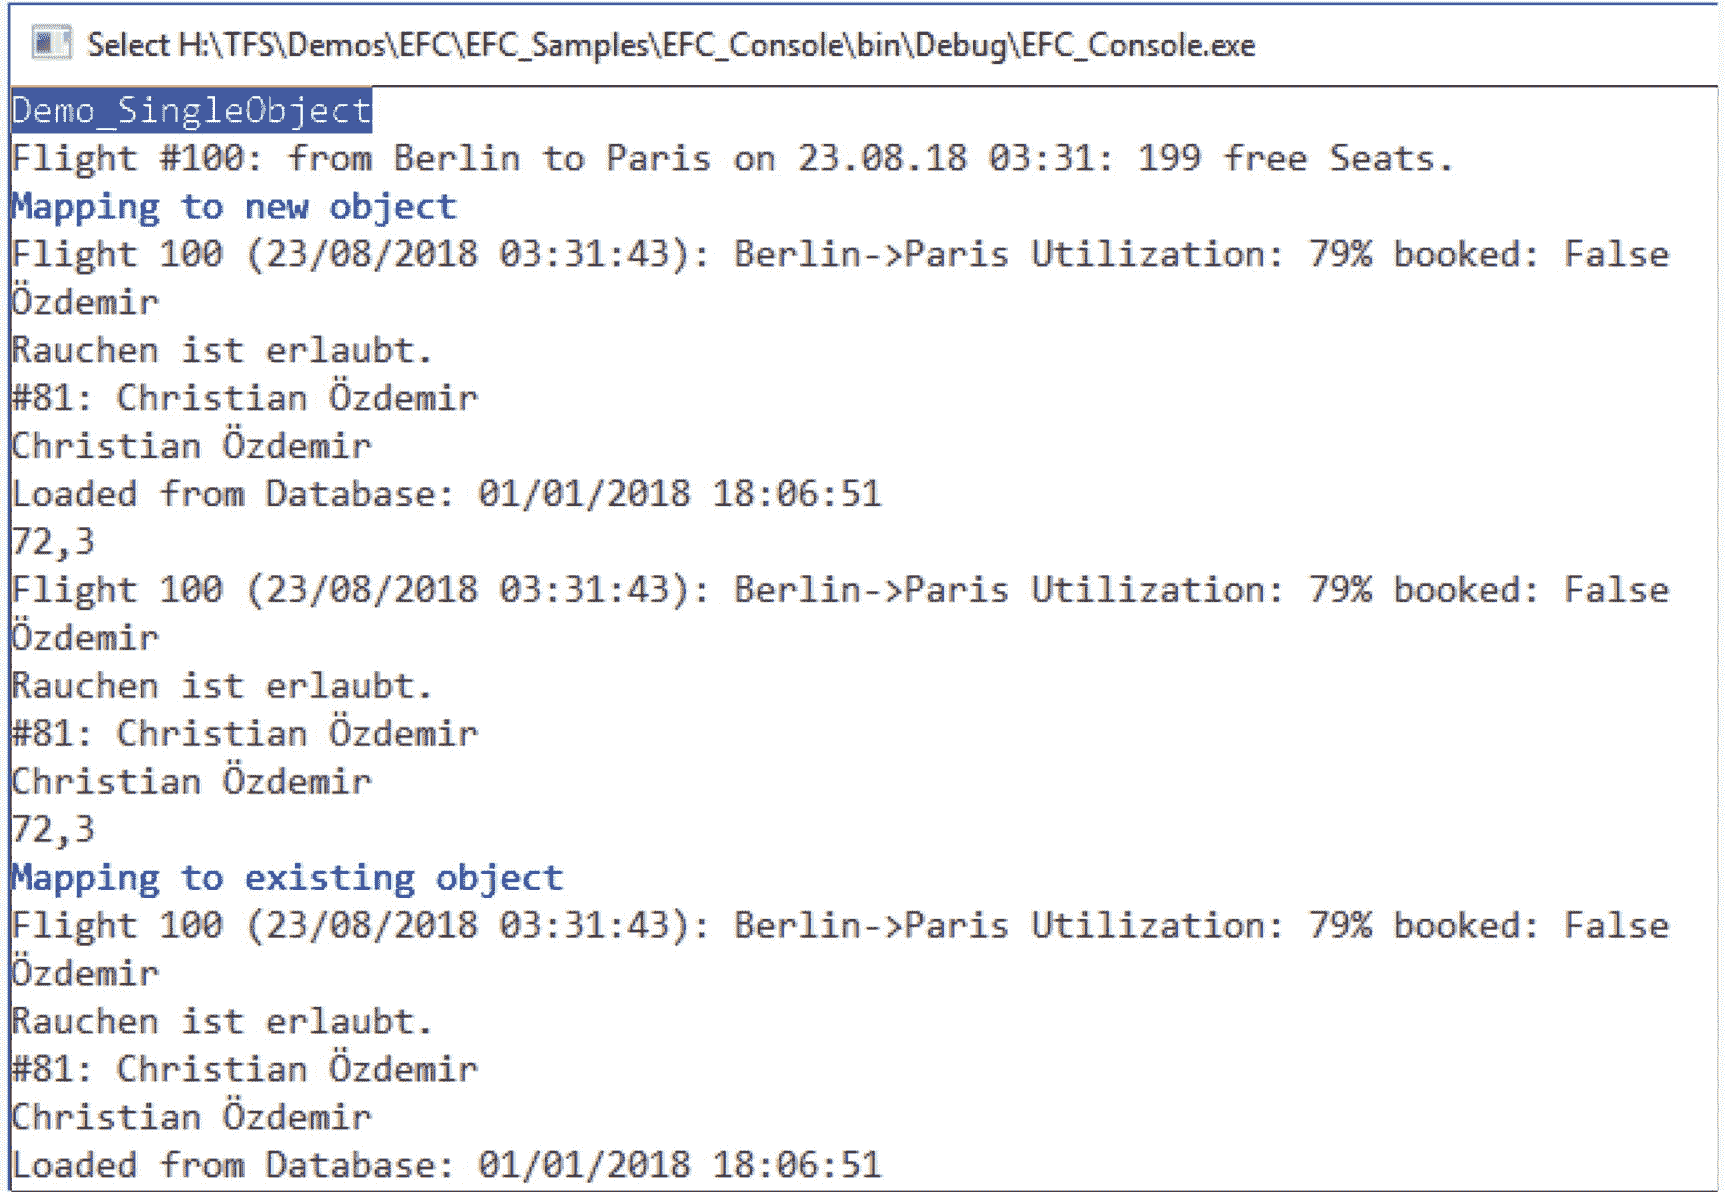 Select H:\TFS\Demos\EFC\EFC_Samples\EFC_Console\bin\Debug\EFC_Console.exe
Demo_SingleObject
Flight #100: from Berlin to Paris on 23.08.18 03:31: 199 free Seats.
Mapping to new object
Flight 100 (23/08/2018 03:31:43): Berlin->Paris Utilization: 79% booked: False
Özdemir
Rauchen ist erlaubt.
#81: Christian Özdemir
Christian Özdemir
Loaded from Database: 01/01/2018 18:06:51
72,3
Flight 100 (23/08/2018 03:31:43): Berlin->Paris Utilization: 79% booked: False
Özdemir
Rauchen ist erlaubt.
#81: Christian Özdemir
Christian Özdemir
72,3
Mapping to existing object
Flight 100 (23/08/2018 03:31:43): Berlin->Paris Utilization: 79% booked: False
Özdemir
Rauchen ist erlaubt.
#81: Christian Özdemir
Christian Özdemir
Loaded from Database: 01/01/2018 18:06:51